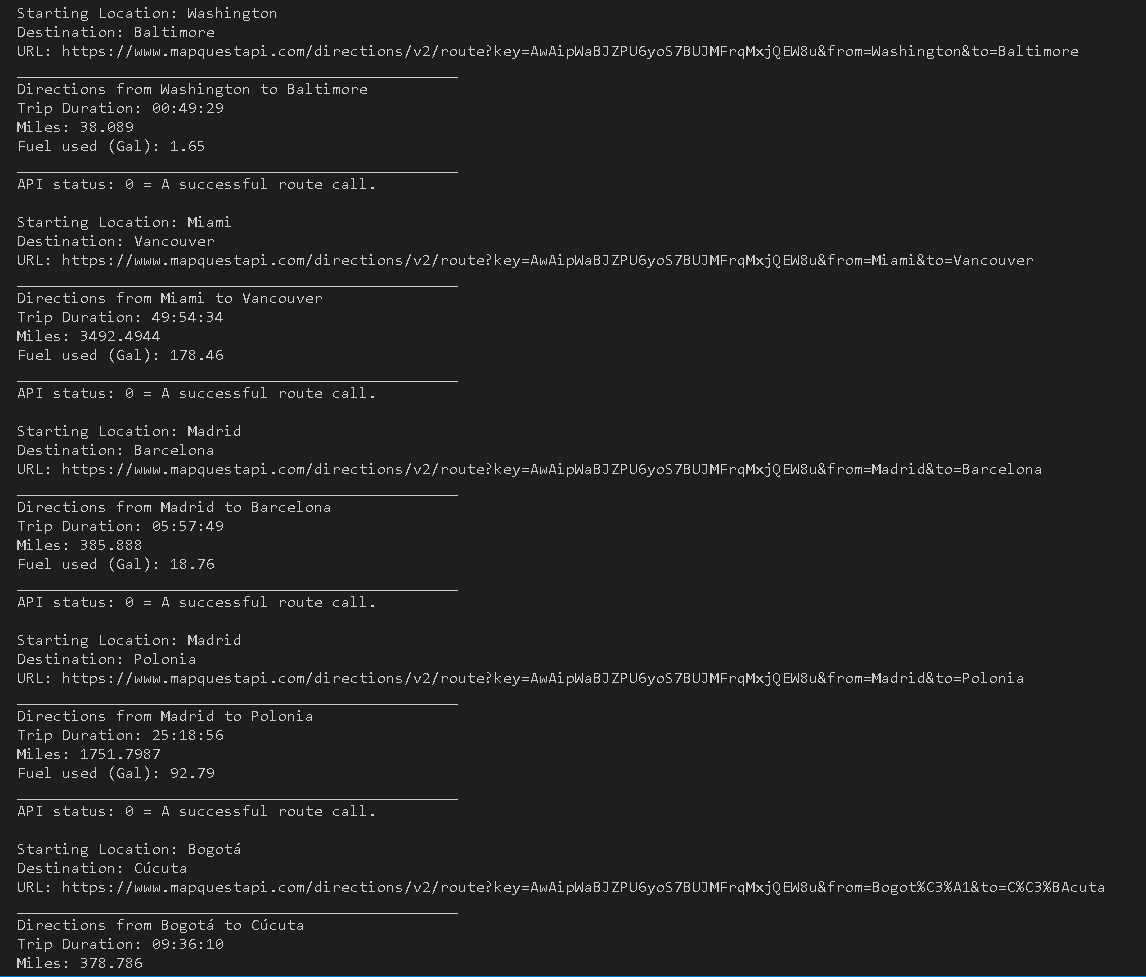 Starting Location: Washington
Destination: Baltimore
URL: https://www.mapquestapi.com/directions/v2/route?key=AwAipWaBJZPU6yoS7BUJMFrqMxjQEW8u&from=Washington&to=Baltimore
_________________________________________________
Directions from Washington to Baltimore
Trip Duration: 00:49:29
Miles: 38.089
Fuel used (Gal): 1.65
_________________________________________________
API status: 0 = A successful route call.
Starting Location: Miami
Destination: Vancouver
URL: https://www.mapquestapi.com/directions/v2/route?key=AwAipWaBJZPU6yoS7BUJMFrqMxjQEW8u&from=Miami&to=Vancouver
_________________________________________________
Directions from Miami to Vancouver
Trip Duration: 49:54:34
Miles: 3492.4944
Fuel used (Gal): 178.46
_________________________________________________
API status: 0 = A successful route call.
Starting Location: Madrid
Destination: Barcelona
URL: https://www.mapquestapi.com/directions/v2/route?key=AwAipWaBJZPU6yoS7BUJMFrqMxjQEW8u&from=Madrid&to=Barcelona
_________________________________________________
Directions from Madrid to Barcelona
Trip Duration: 05:57:49
Miles: 385.888
Fuel used (Gal): 18.76
_________________________________________________
API status: 0 = A successful route call.
Starting Location: Madrid
Destination: Polonia
URL: https://www.mapquestapi.com/directions/v2/route?key=AwAipWaBJZPU6yoS7BUJMFrqMxjQEW8u&from=Madrid&to=Polonia
_________________________________________________
Directions from Madrid to Polonia
Trip Duration: 25:18:56
Miles: 1751.7987
Fuel used (Gal): 92.79
_________________________________________________
API status: 0 = A successful route call.
Starting Location: Bogotá
Destination: Cúcuta
URL: https://www.mapquestapi.com/directions/v2/route?key=AwAipWaBJZPU6yoS7BUJMFrqMxjQEW8u&from=Bogot%C3%A1&to=C%C3%BAcuta
_________________________________________________
Directions from Bogotá to Cúcuta
Trip Duration: 09:36:10
Miles: 378.786